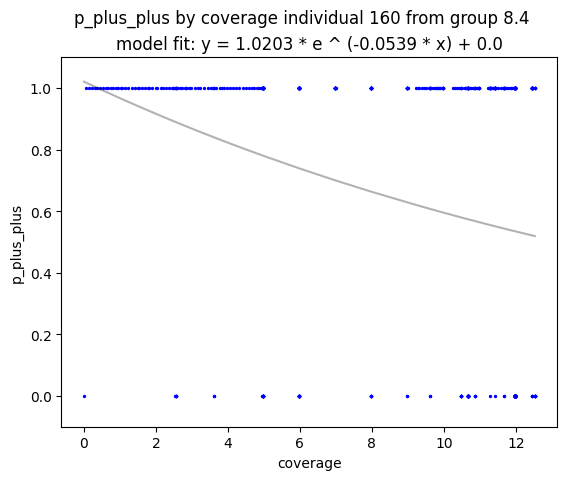 p_plus_plus by coverage individual 160 from group 8.4
model fit: y = 1.0203 * e ^ (-0.0539 * x) + 0.0
1.0
0.8
0.6
0.4
0.2
0.0
p_plus_plus
0 2 4 6 8 10 12
coverage